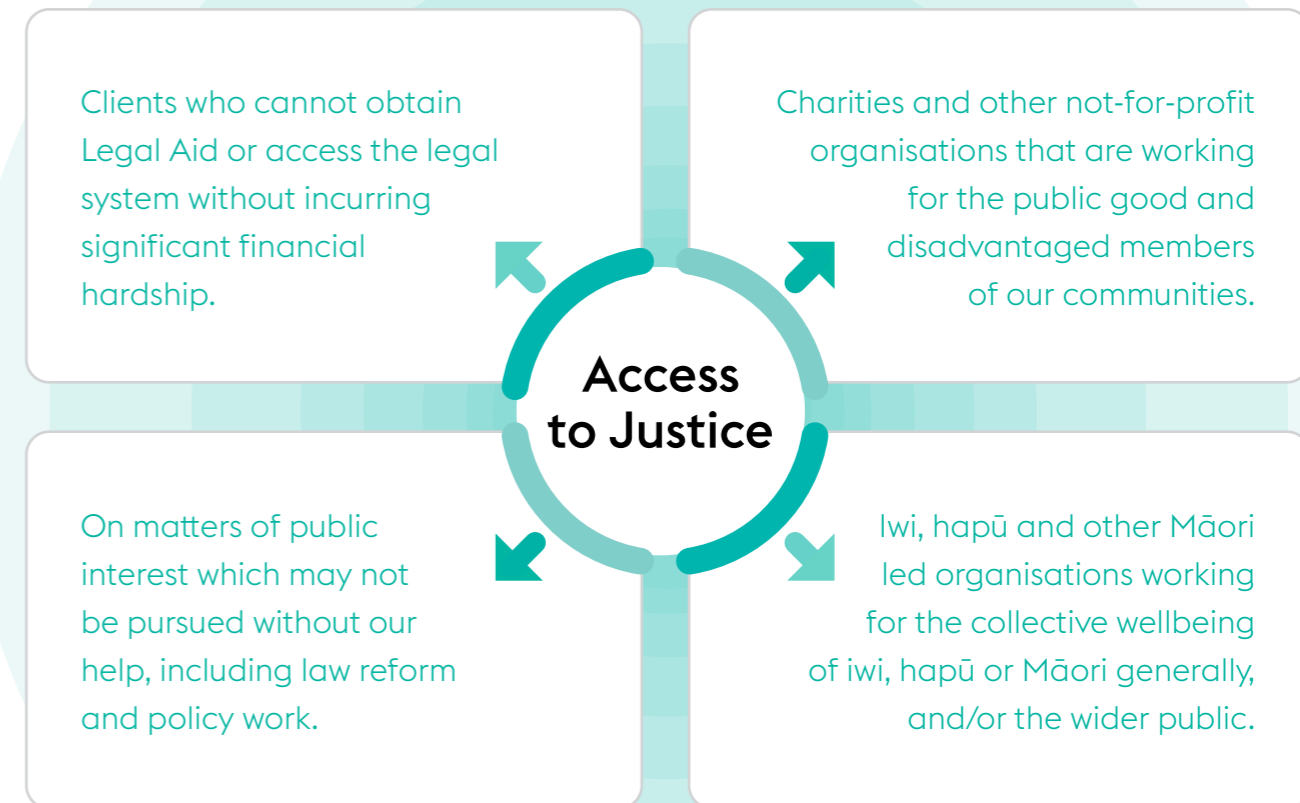 Clients who cannot obtain
Legal Aid or access the legal
system without incurring
significant financial
hardship.
Charities and other not-for-profit
organisations that are working
for the public good and
disadvantaged members
of our communities.
Access
to Justice
On matters of public
interest which may not
be pursued without our
help, including law reform
and policy work.
Iwi, hapū and other Māori
led organisations working
for the collective wellbeing
of iwi, hapū or Māori generally,
and/or the wider public.